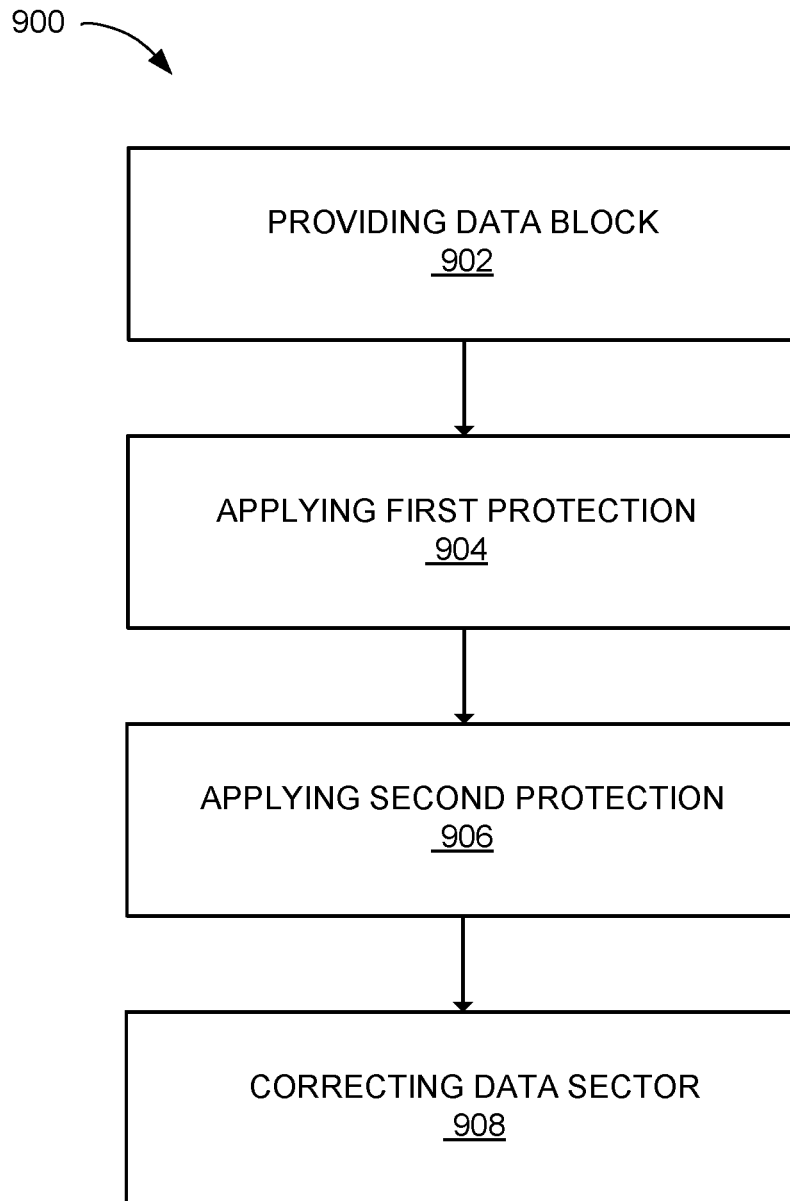 900
PROVIDING DATA BLOCK
902
APPLYING FIRST PROTECTION
904
APPLYING SECOND PROTECTION
906
CORRECTING DATA SECTOR
908